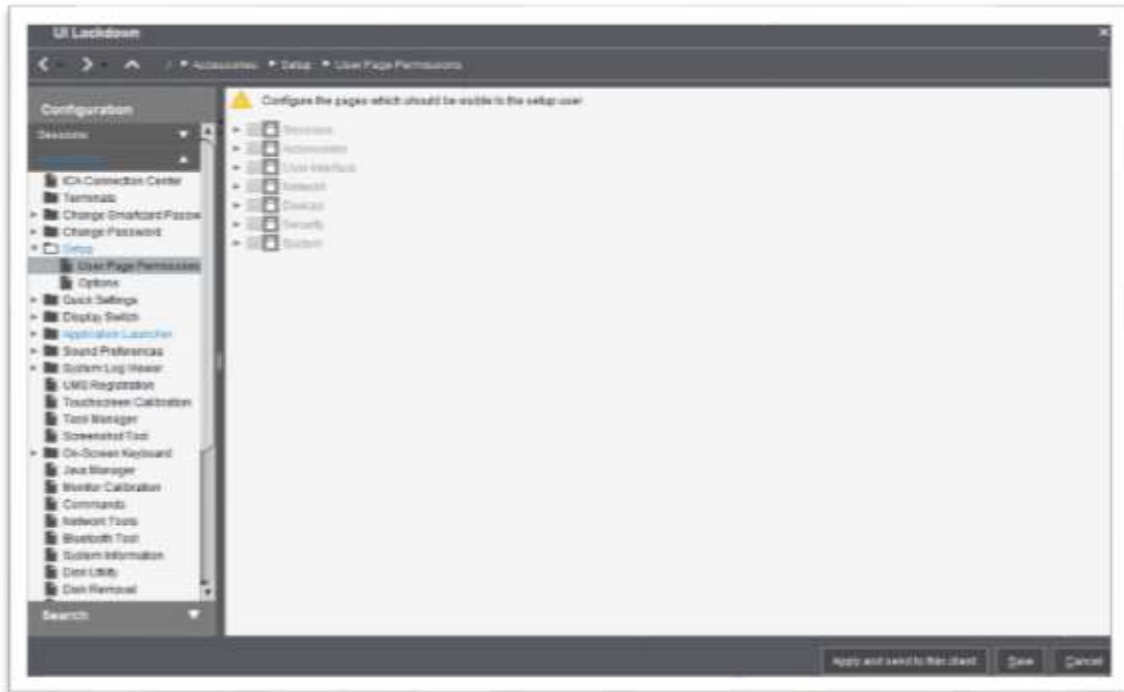 UI Lockdown
/ Accessories Setup User Page Permissions
Configuration
Configure the pages which should be visible to the setup user
Sessions
Sessions
Accessories
Accessories
User Interface
Network
Devices
Security
System
ICA Connection Center
Terminals
Change Smartcard Passw
Change Password
Setup
User Page Permissions
Options
Quick Settings
Display Switch
Application Launcher
Sound Preferences
System Log Viewer
UMS Registration
Touchscreen Calibration
Task Manager
Screenshot Tool
On-Screen Keyboard
Java Manager
Monitor Calibration
Commands
Network Tools
Bluetooth Tool
System Information
Disk Utility
Disk Removal
Search
Apply and send to thin client Save Cancel